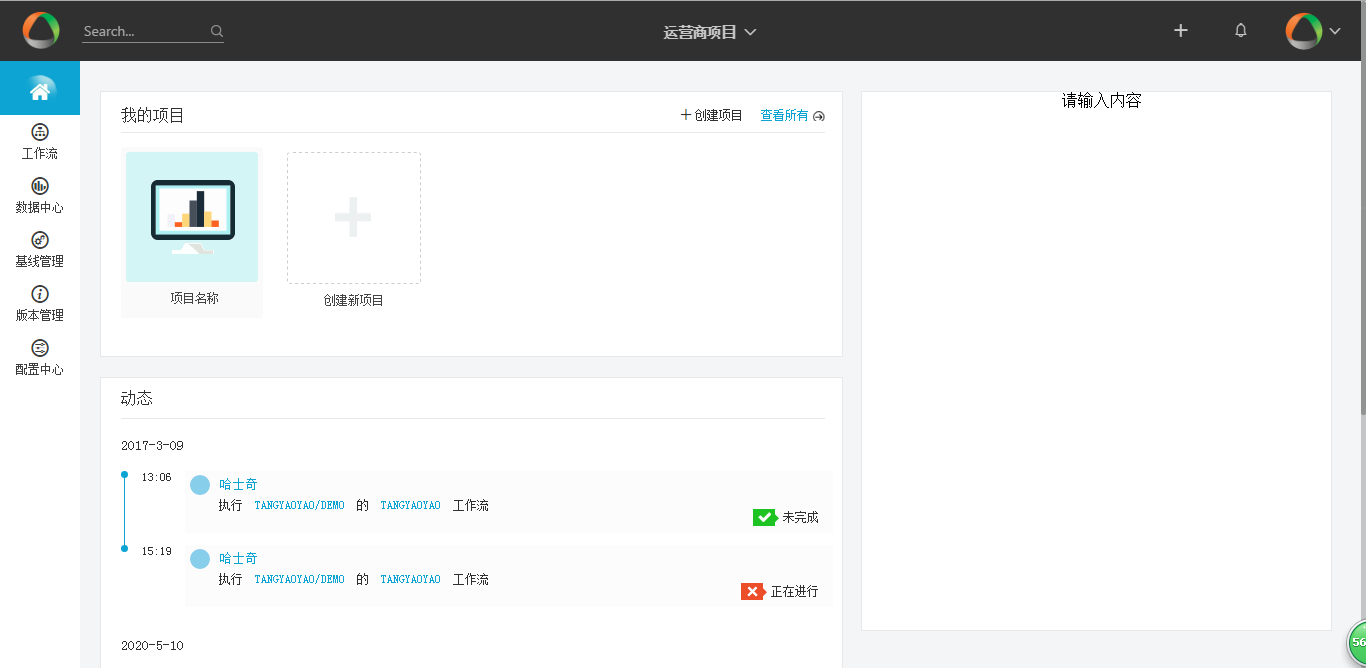 Search...
运营商项目
工作流
数据中心
基线管理
版本管理
配置中心
我的项目
创建项目 查看所有
项目名称
创建新项目
动态
2017-3-09
13:06 哈士奇
执行 TANGYAOYAO/DEMO 的 TANGYAOYAO 工作流
未完成
15:19 哈士奇
执行 TANGYAOYAO/DEMO 的 TANGYAOYAO 工作流
正在进行
2020-5-10
请输入内容
56